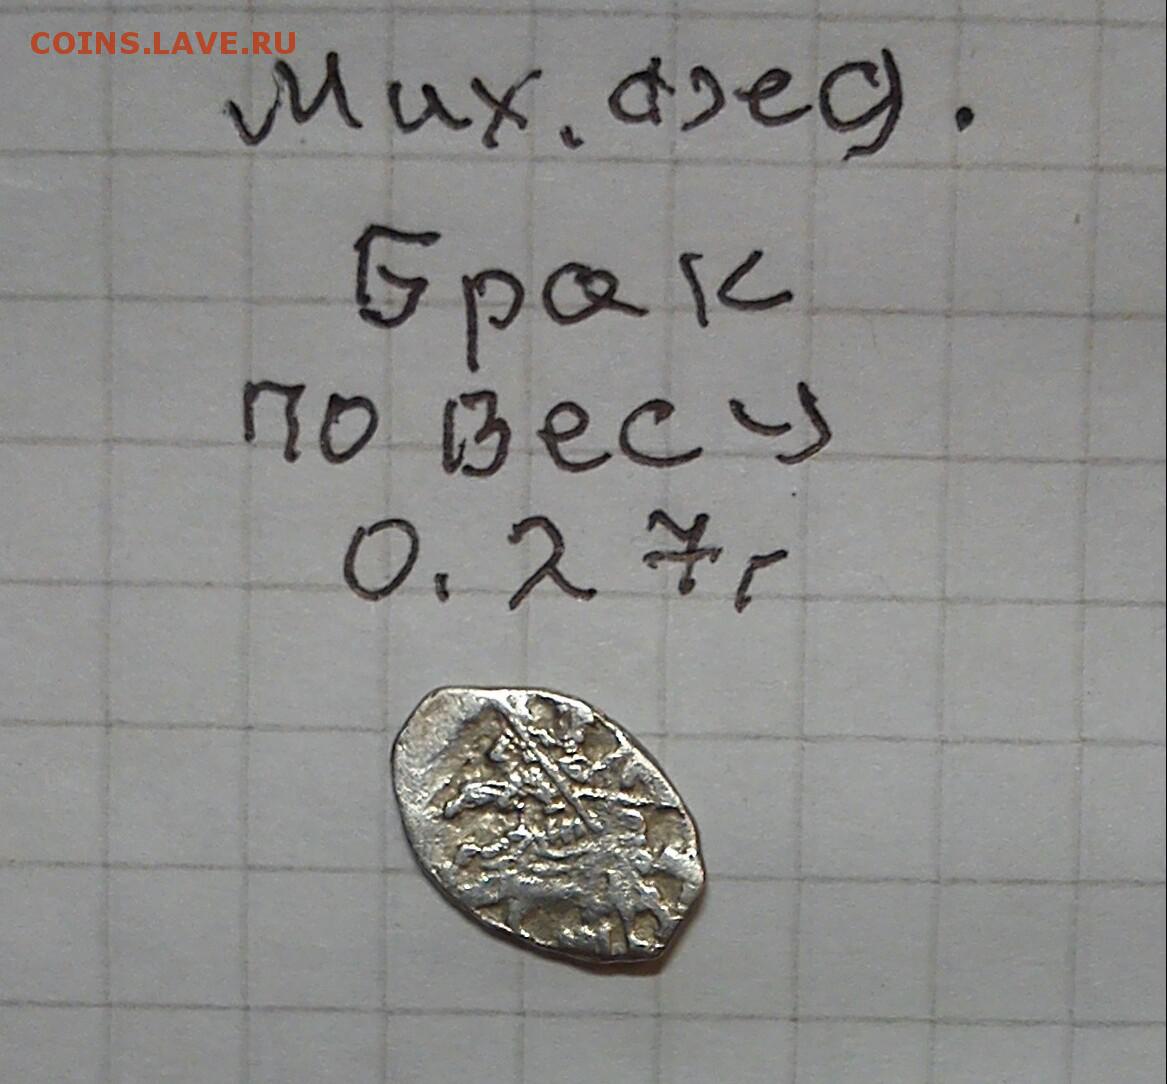 COINS.LAVE.RU
Мих. Фед.
Брак
по весу
0.27г